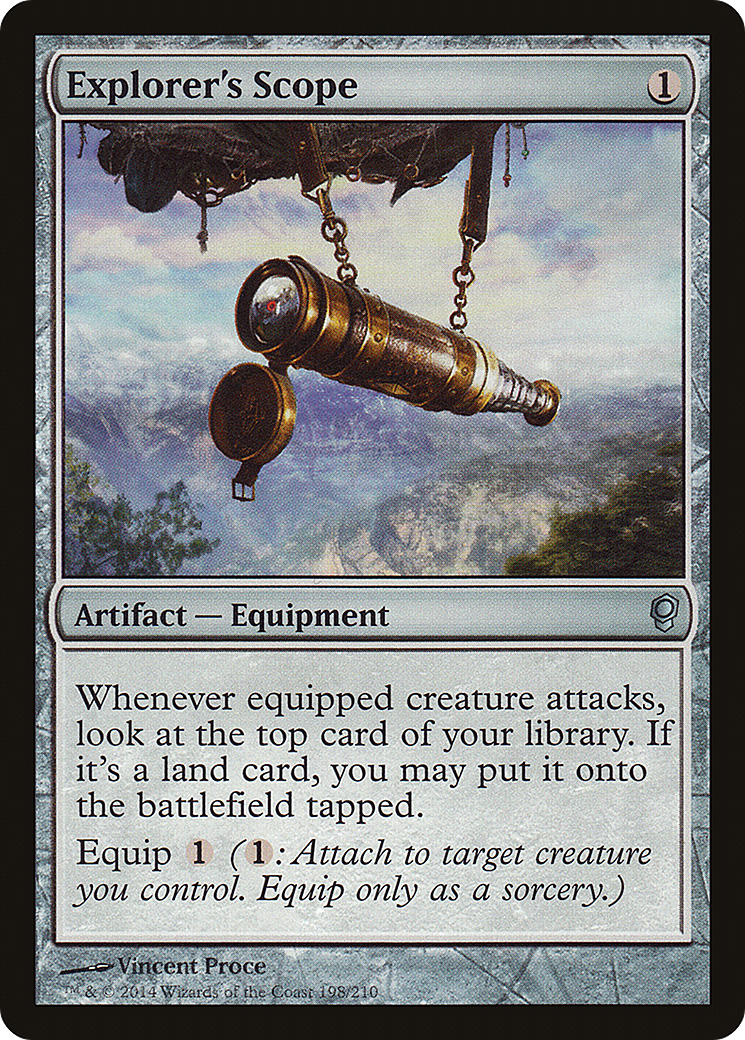 Explorer's Scope 1
Artifact — Equipment
Whenever equipped creature attacks,
look at the top card of your library. If
it's a land card, you may put it onto
the battlefield tapped.
Equip 1 (1: Attach to target creature
you control. Equip only as a sorcery.)
Vincent Proce
™ & © 2014 Wizards of the Coast 198/210